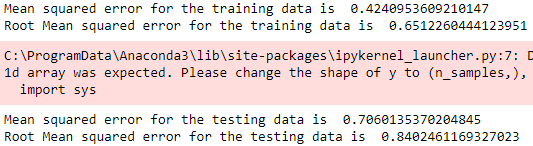 Mean squared error for the training data is  0.4240953609210147
Root Mean squared error for the training data is  0.6512260444123951
C:\ProgramData\Anaconda3\lib\site-packages\ipykernel_launcher.py:7: D
1d array was expected. Please change the shape of y to (n_samples,),
  import sys
Mean squared error for the testing data is  0.7060135370204845
Root Mean squared error for the testing data is  0.8402461169327023